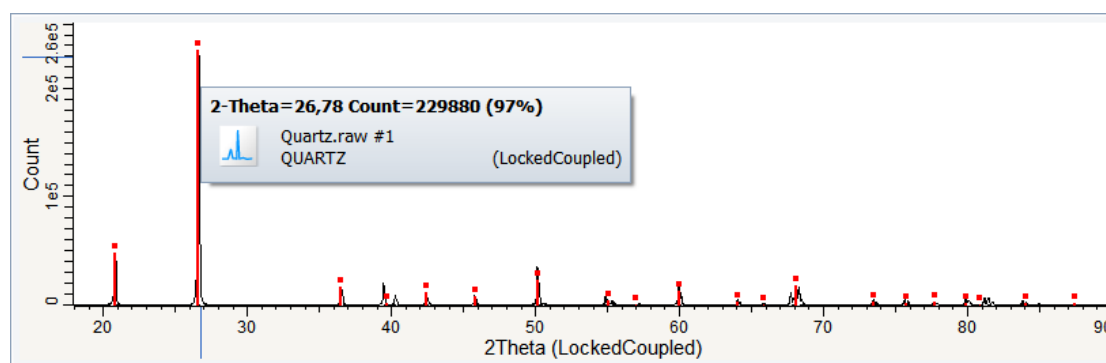 2.6e5
2e5
1e5
0
Count
2-Theta=26,78 Count=229880 (97%)
Quartz.raw #1
QUARTZ (LockedCoupled)
20 30 40 50 60 70 80 90
2Theta (LockedCoupled)